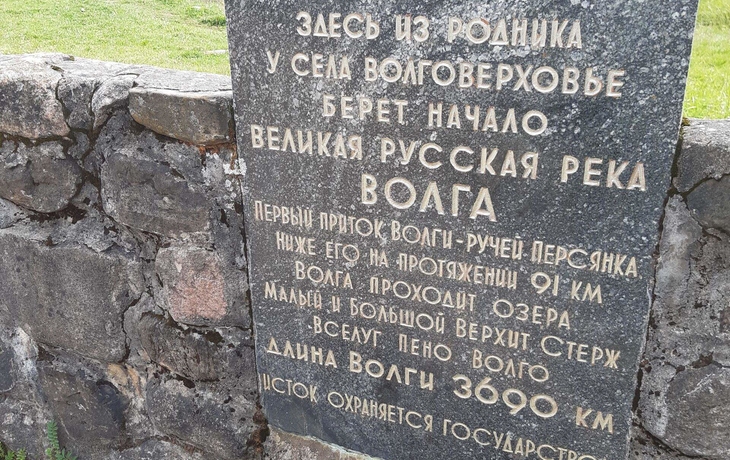 ЗДЕСЬ ИЗ РОДНИКА
У СЕЛА ВОЛГОВЕРХОВЬЕ
БЕРЕТ НАЧАЛО
ВЕЛИКАЯ РУССКАЯ РЕКА
ВОЛГА
ПЕРВЫЙ ПРИТОК ВОЛГИ-РУЧЕЙ ПЕРСЯНКА
НИЖЕ ЕГО НА ПРОТЯЖЕНИИ 91 КМ
ВОЛГА ПРОХОДИТ ОЗЕРА
МАЛЫЙ И БОЛЬШОЙ ВЕРХИТ, СТЕРЖ,
ВСЕЛУГ ПЕНО ВОЛГО
ДЛИНА ВОЛГИ 3690 КМ
ИСТОК ОХРАНЯЕТСЯ ГОСУДАРСТВО